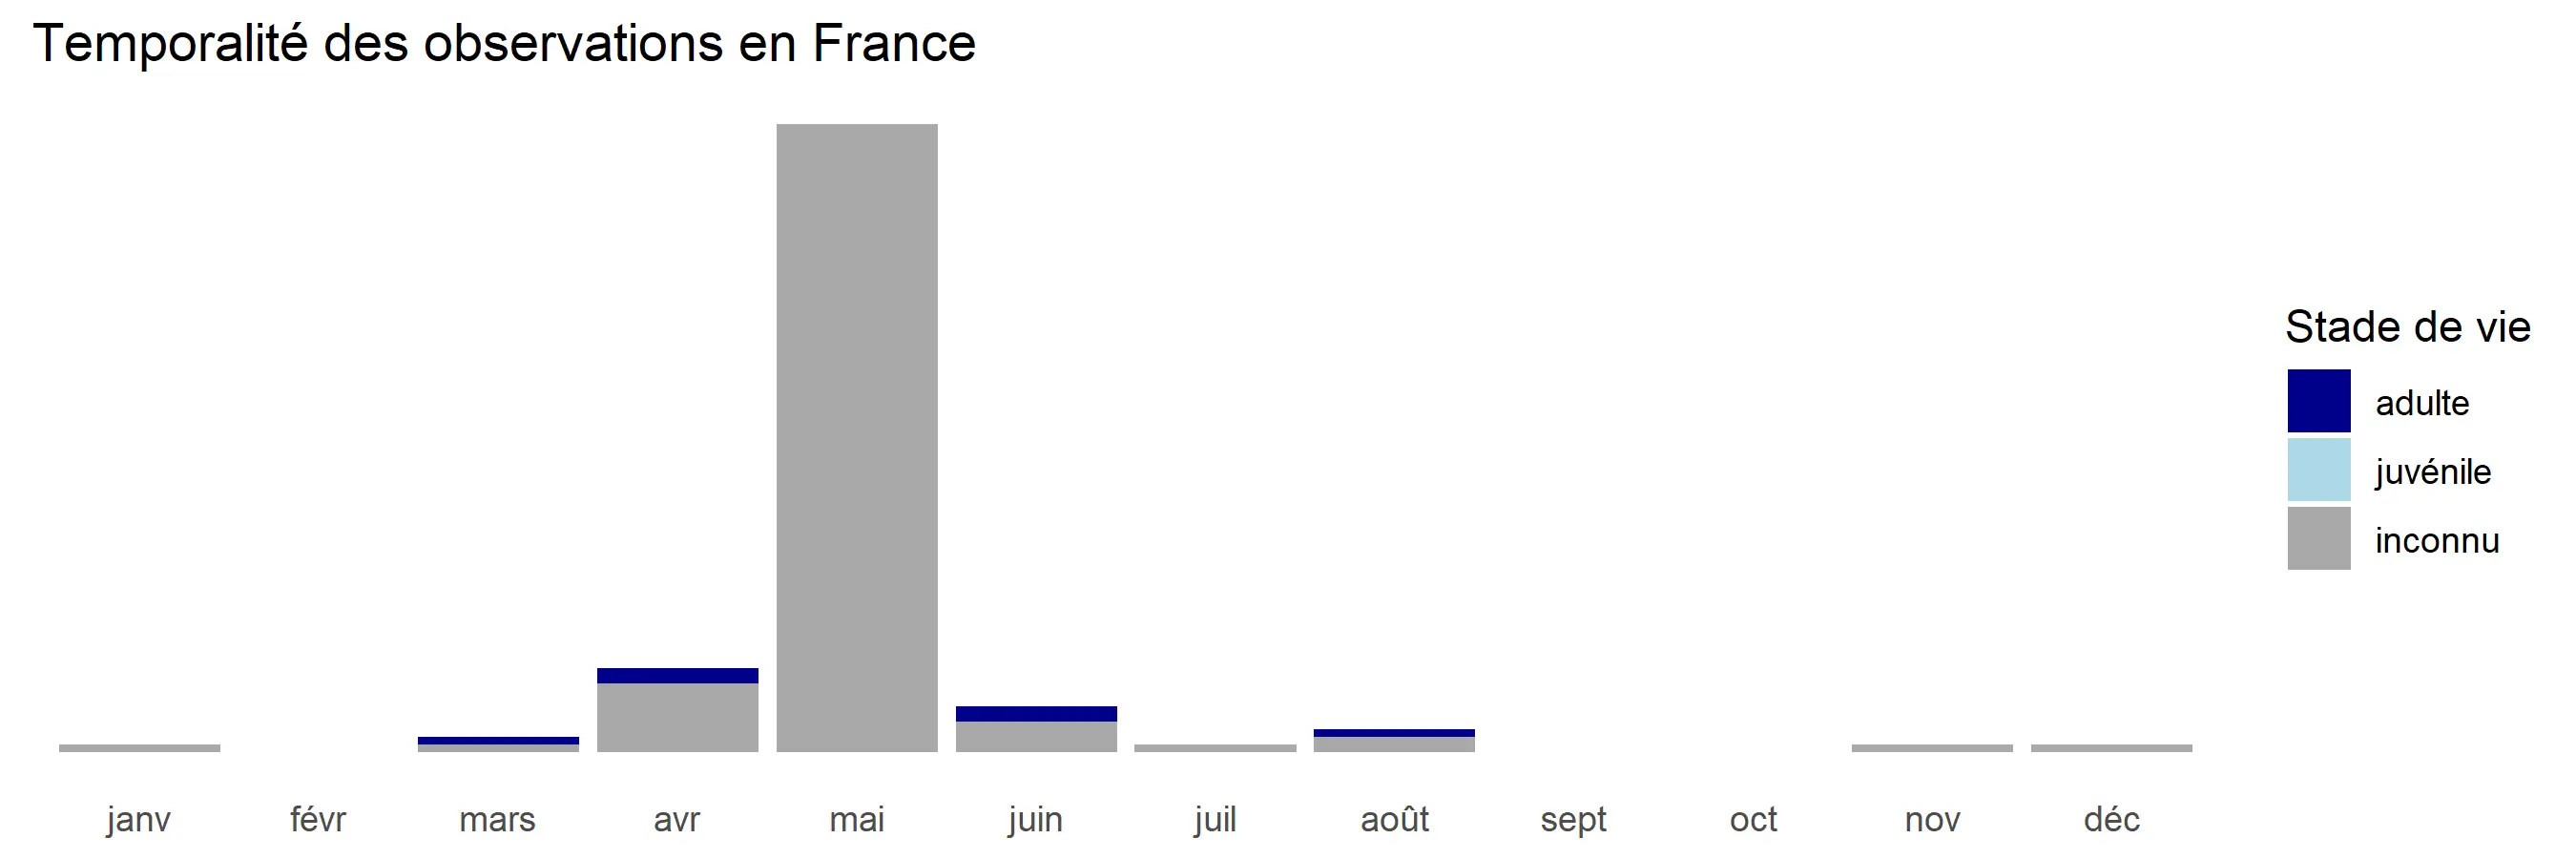 Temporalité des observations en France
Stade de vie
adulte
juvénile
inconnu
janv févr mars avr mai juin juil août sept oct nov déc